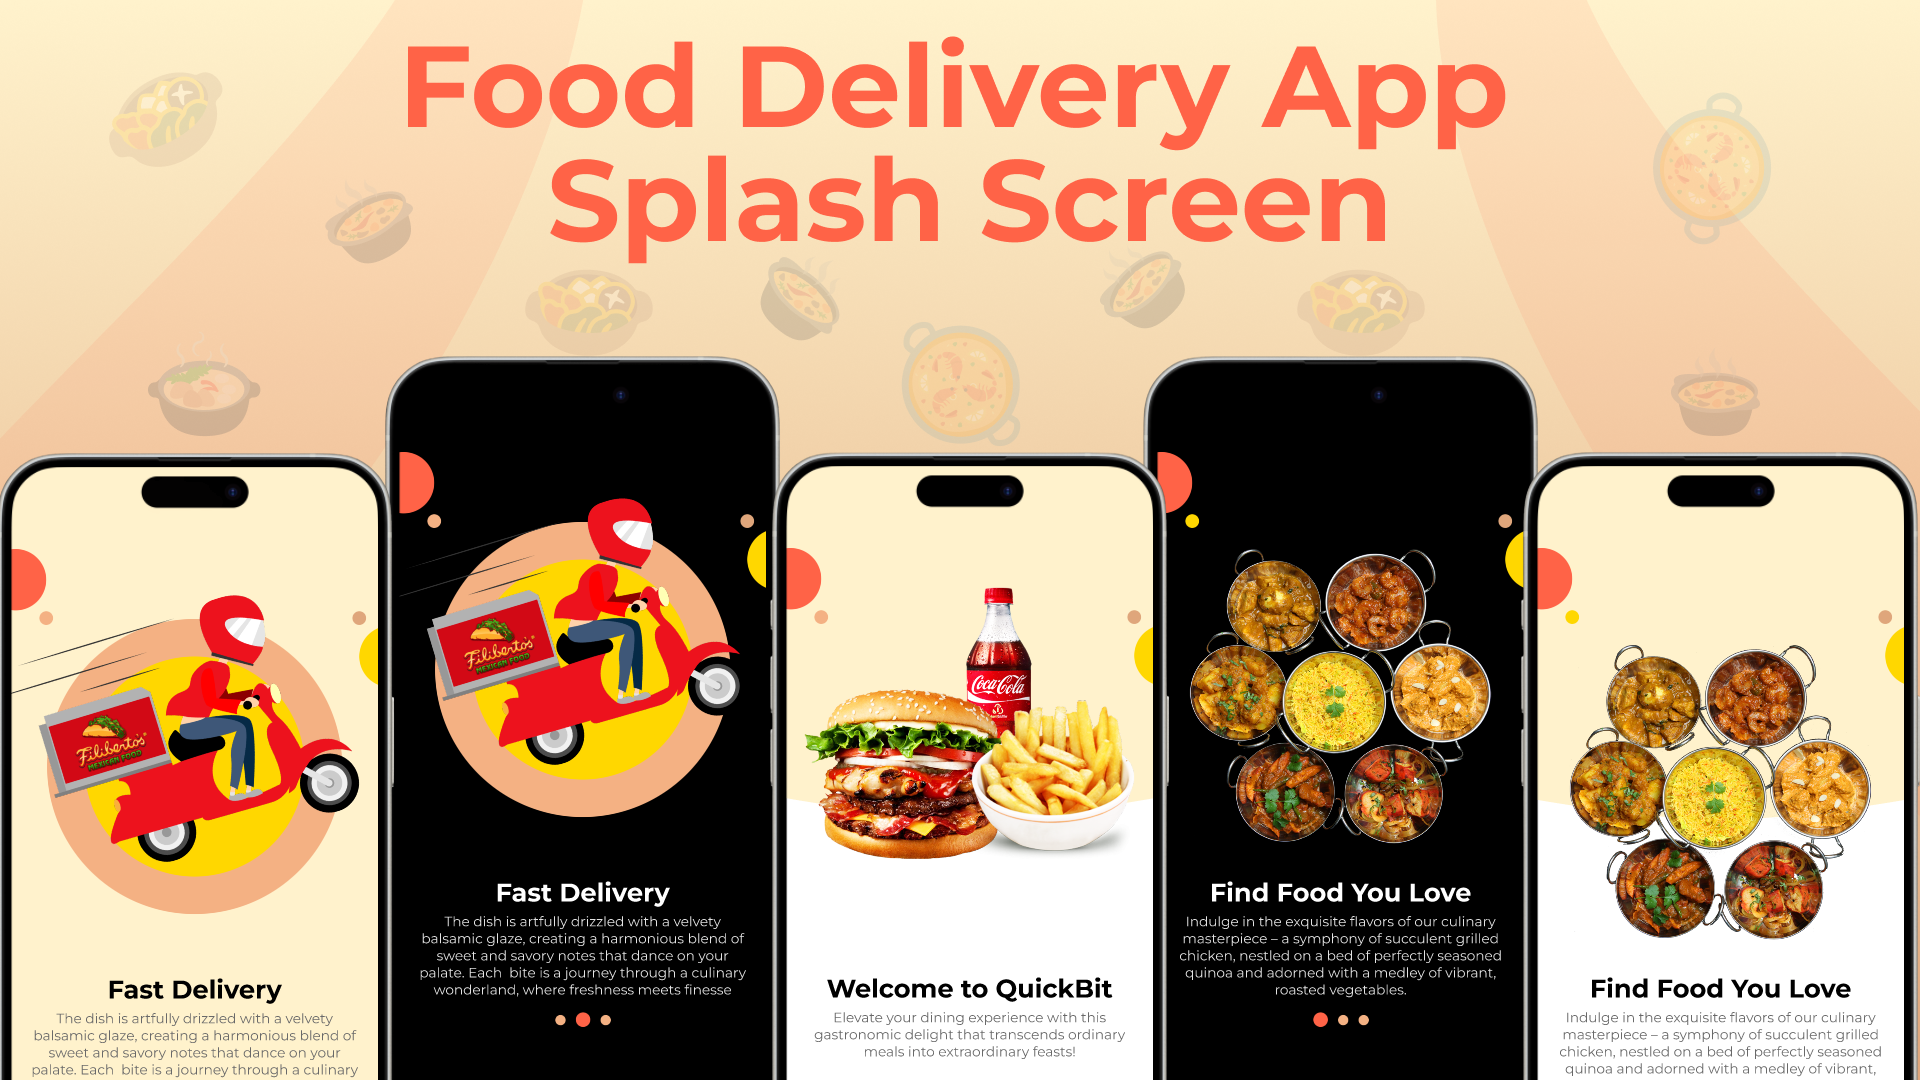 Food Delivery App
Splash Screen
Filiberto's
MEXICAN FOOD
Fast Delivery
The dish is artfully drizzled with a velvety
balsamic glaze, creating a harmonious blend of
sweet and savory notes that dance on your
palate. Each  bite is a journey through a culinary
Filiberto's
MEXICAN FOOD
Fast Delivery
The dish is artfully drizzled with a velvety
balsamic glaze, creating a harmonious blend of
sweet and savory notes that dance on your
palate. Each  bite is a journey through a culinary
wonderland, where freshness meets finesse
Coca-Cola
Welcome to QuickBit
Elevate your dining experience with this
gastronomic delight that transcends ordinary
meals into extraordinary feasts!
Find Food You Love
Indulge in the exquisite flavors of our culinary
masterpiece – a symphony of succulent grilled
chicken, nestled on a bed of perfectly seasoned
quinoa and adorned with a medley of vibrant,
roasted vegetables.
Find Food You Love
Indulge in the exquisite flavors of our culinary
masterpiece – a symphony of succulent grilled
chicken, nestled on a bed of perfectly seasoned
quinoa and adorned with a medley of vibrant,